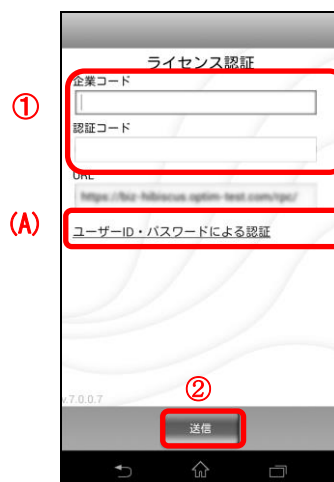 ライセンス認証
企業コード
①
認証コード
URL
https://biz-hibiscus.optim-test.com/rpc/
(A)
ユーザーID・パスワードによる認証
v.7.0.0.7
②
送信